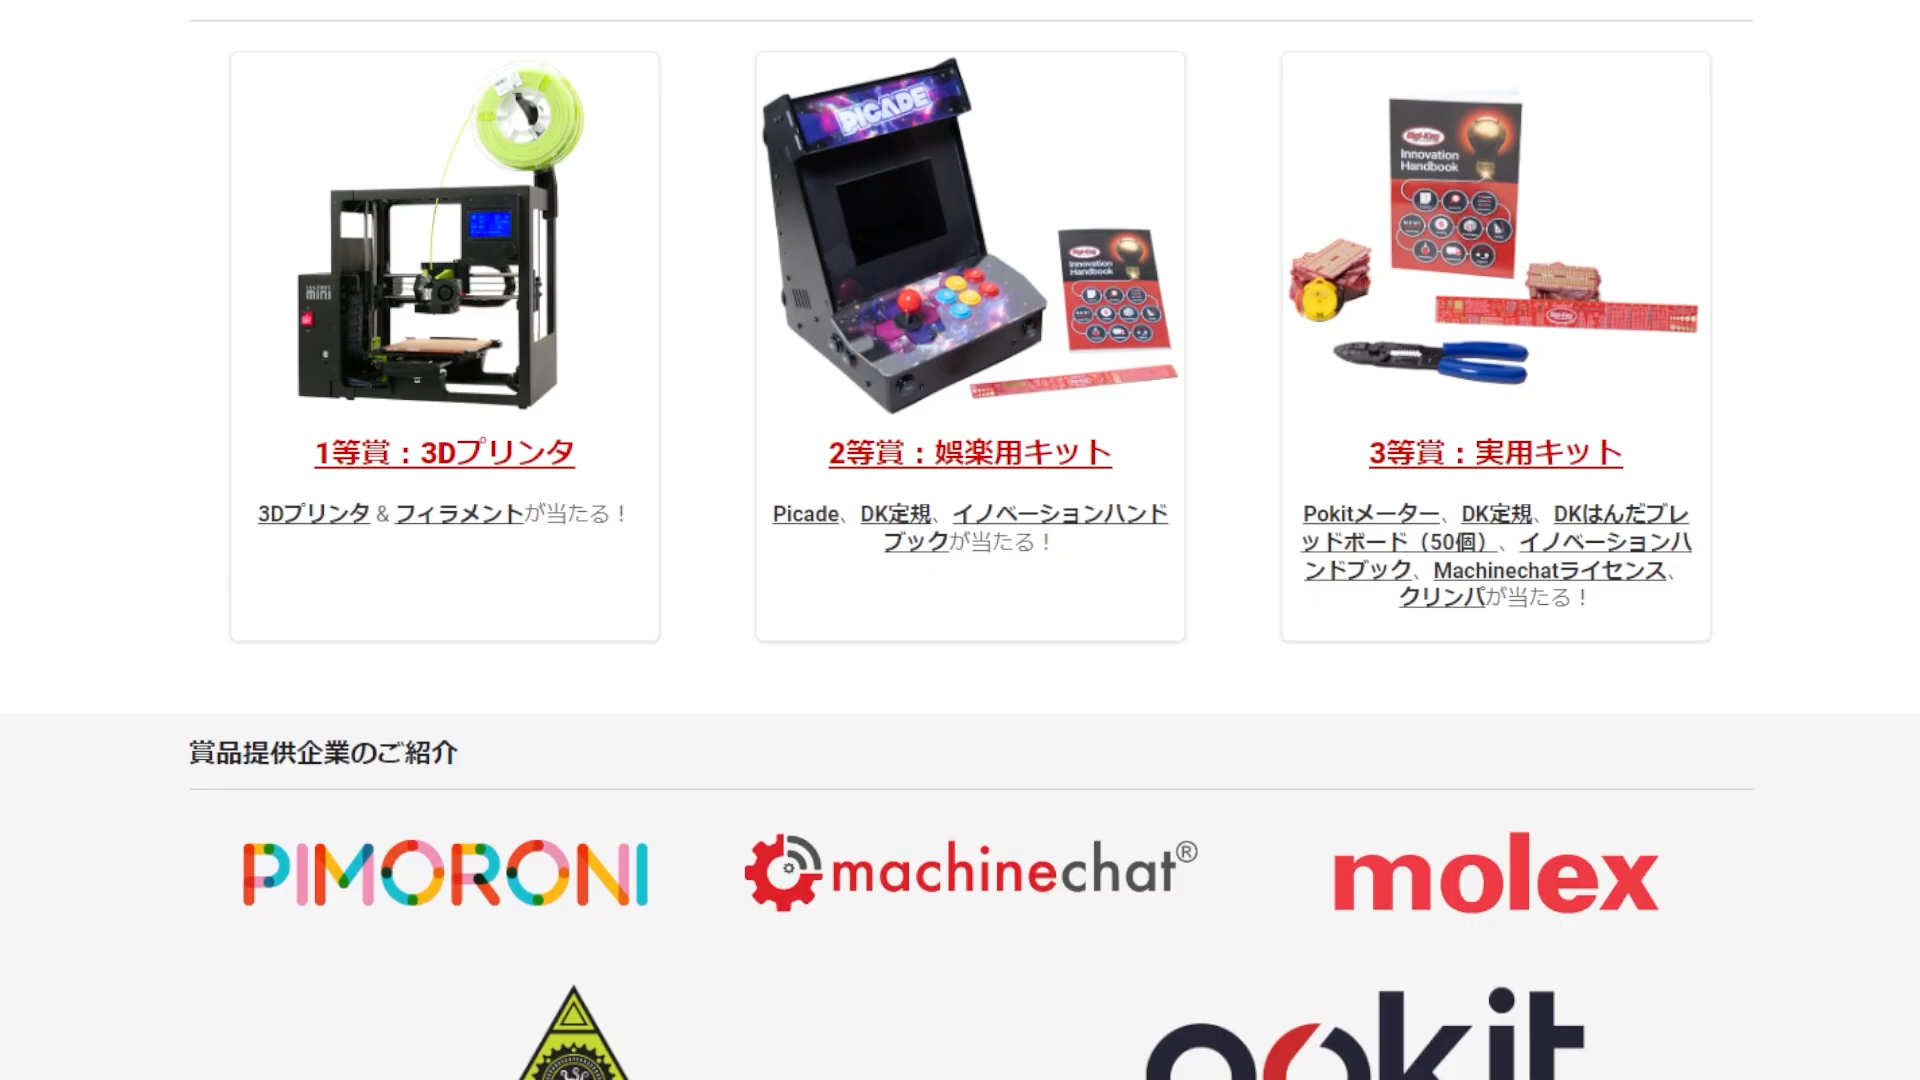 PICADE
Digi-Key
Innovation
Handbook
mini
Digi-Key
Innovation
Handbook
Digi-Key
1等賞：3Dプリンタ
2等賞：娯楽用キット
3等賞：実用キット
3Dプリンタ & フィラメントが当たる！
Picade、DK定規、イノベーションハンド
ブックが当たる！
Pokitメーター、DK定規、DKはんだブレ
ッドボード（50個）、イノベーションハ
ンドブック、Machinechatライセンス、
クリンパが当たる！
賞品提供企業のご紹介
PIMORONI
machinechat®
molex
pokit